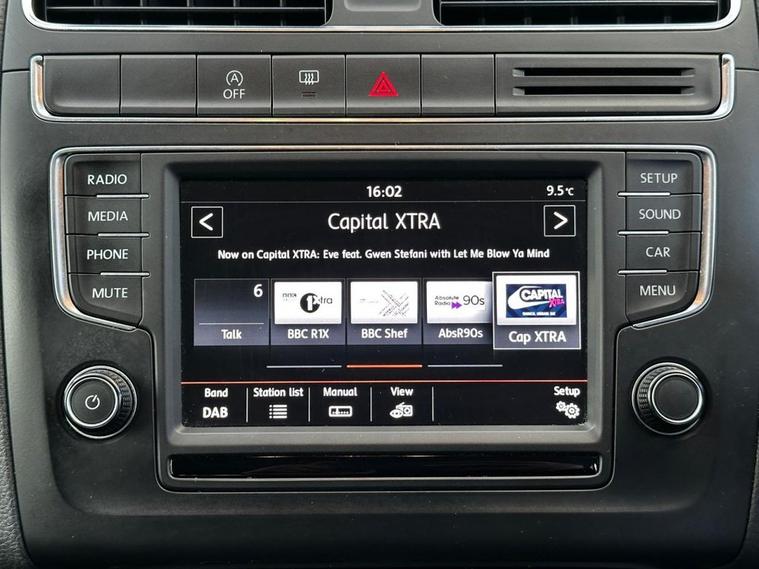 A
OFF
RADIO
MEDIA
PHONE
MUTE
SETUP
SOUND
CAR
MENU
16:02
9.5°C
< Capital XTRA >
Now on Capital XTRA: Eve feat. Gwen Stefani with Let Me Blow Ya Mind
6
Talk
1Xtra
BBC R1X
BBC Shef
Absolute
Radio 90s
AbsR90s
CAPITAL
XTRA
Cap XTRA
Band
DAB
Station list
Manual
View
Setup